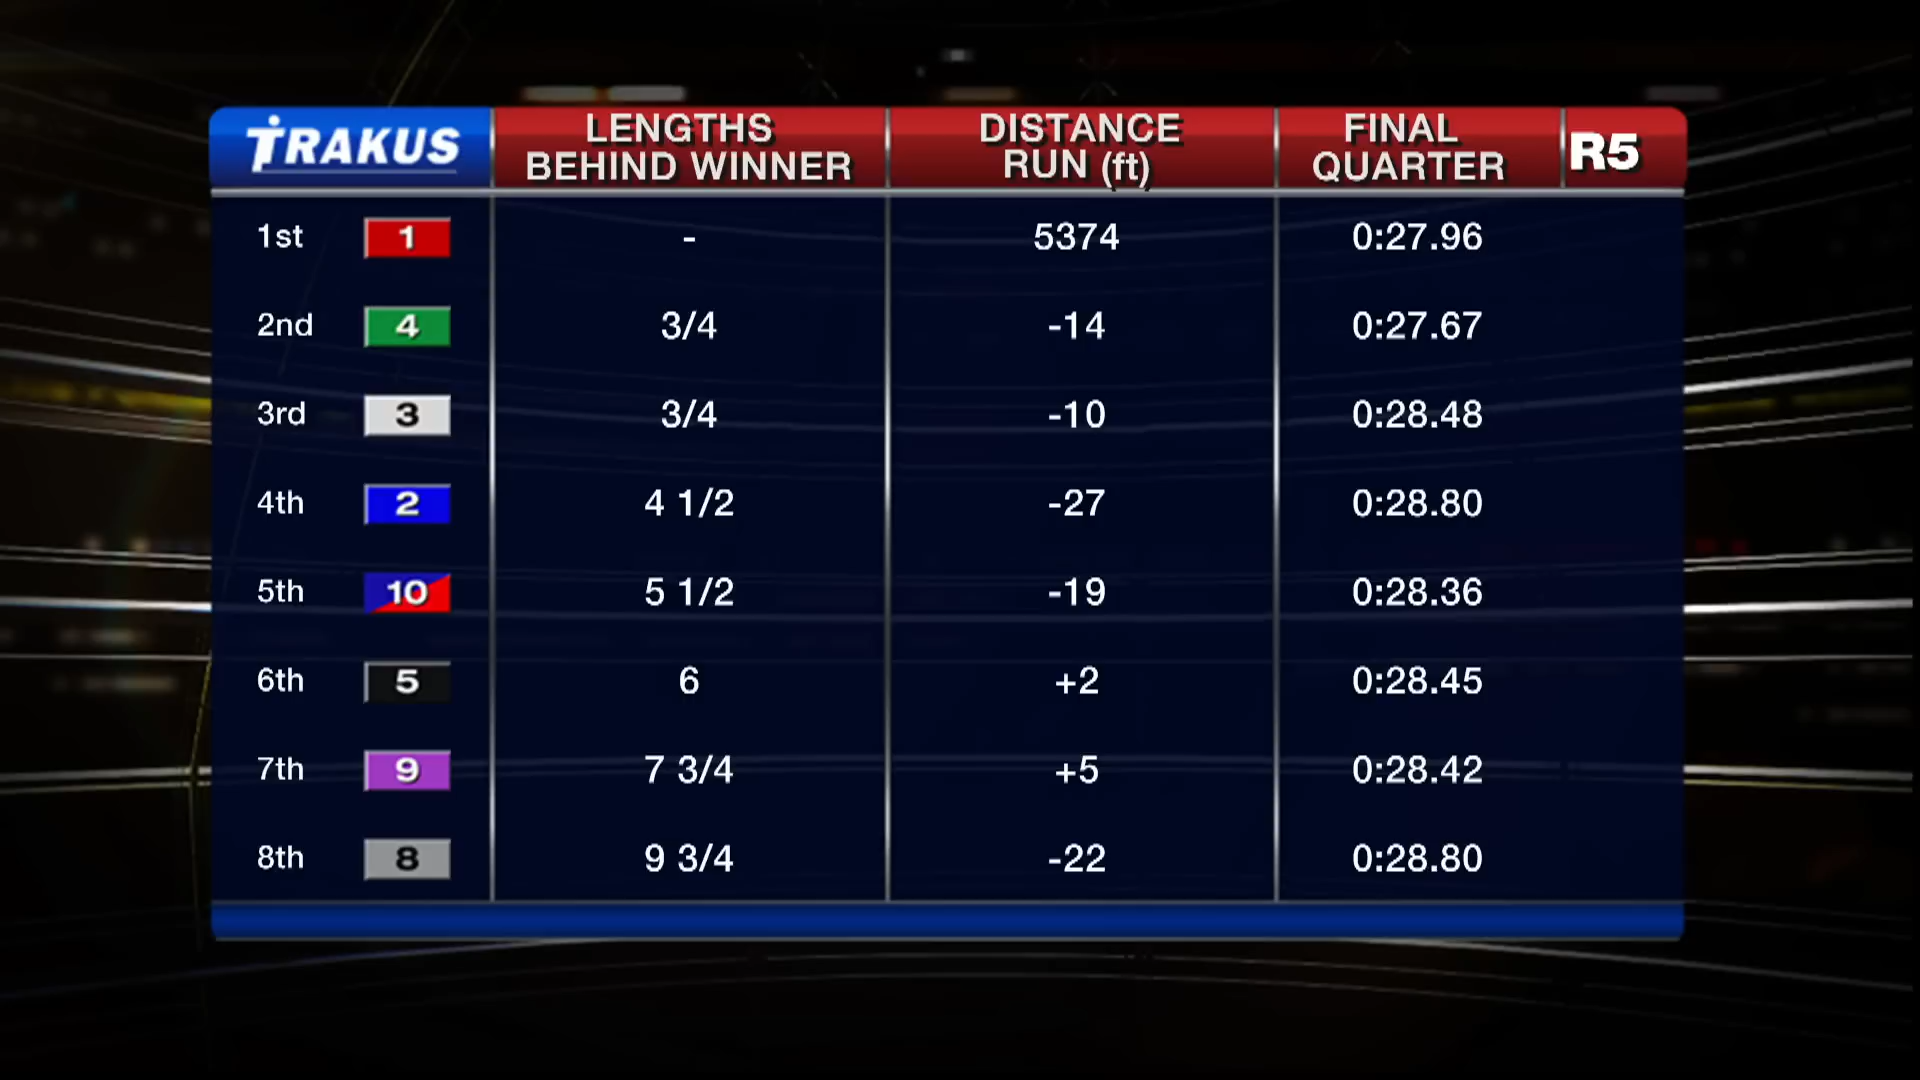 TRAKUS
LENGTHS
BEHIND WINNER
DISTANCE
RUN (ft)
FINAL
QUARTER
R5
1st 1 - 5374 0:27.96
2nd 4 3/4 -14 0:27.67
3rd 3 3/4 -10 0:28.48
4th 2 4 1/2 -27 0:28.80
5th 10 5 1/2 -19 0:28.36
6th 5 6 +2 0:28.45
7th 9 7 3/4 +5 0:28.42
8th 8 9 3/4 -22 0:28.80